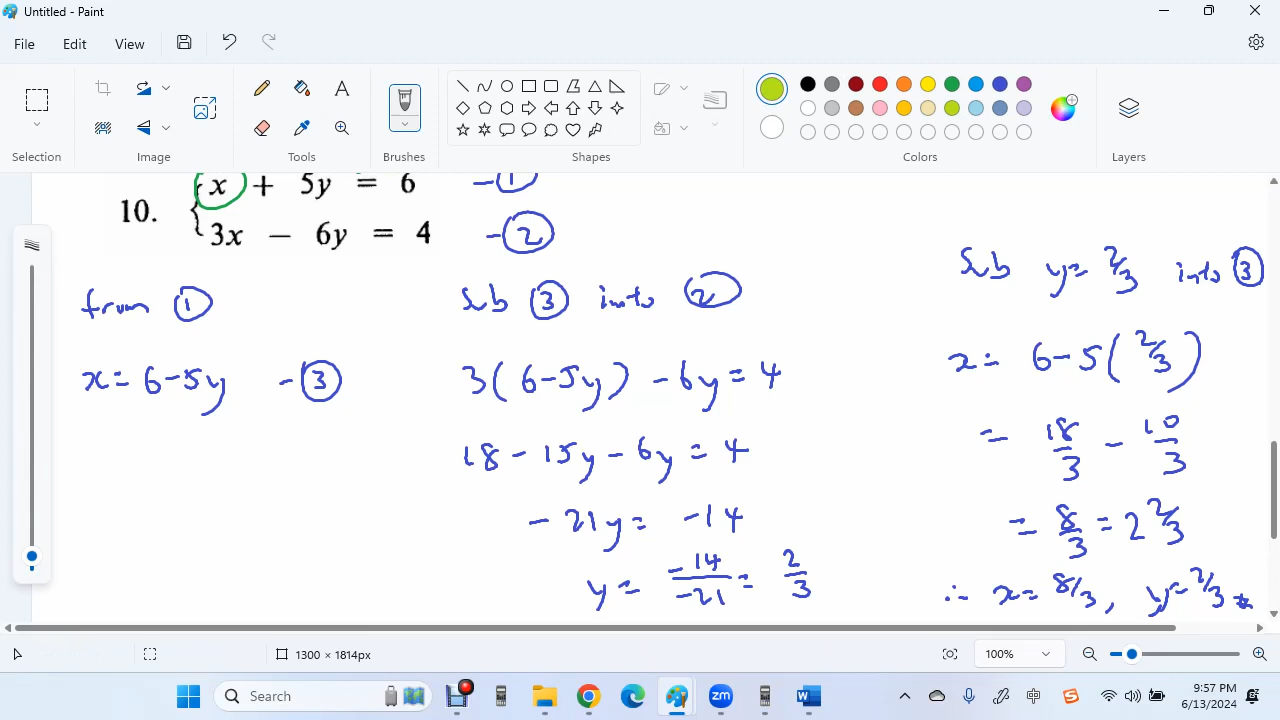 Untitled - Paint
File Edit View
Selection Image Tools Brushes Shapes Colors Layers
10.
x + 5y = 6 - ①
3x - 6y = 4 - ②
from ①
x = 6 - 5y - ③
Sub ③ into ②
3(6 - 5y) - 6y = 4
18 - 15y - 6y = 4
- 21y = -14
y = -14/-21 = 2/3
Sub y = 2/3 into ③
x = 6 - 5(2/3)
= 18/3 - 10/3
= 8/3 = 2 2/3
∴ x = 8/3, y = 2/3
1300 × 1814px
100%
Search
9:57 PM
6/13/2024